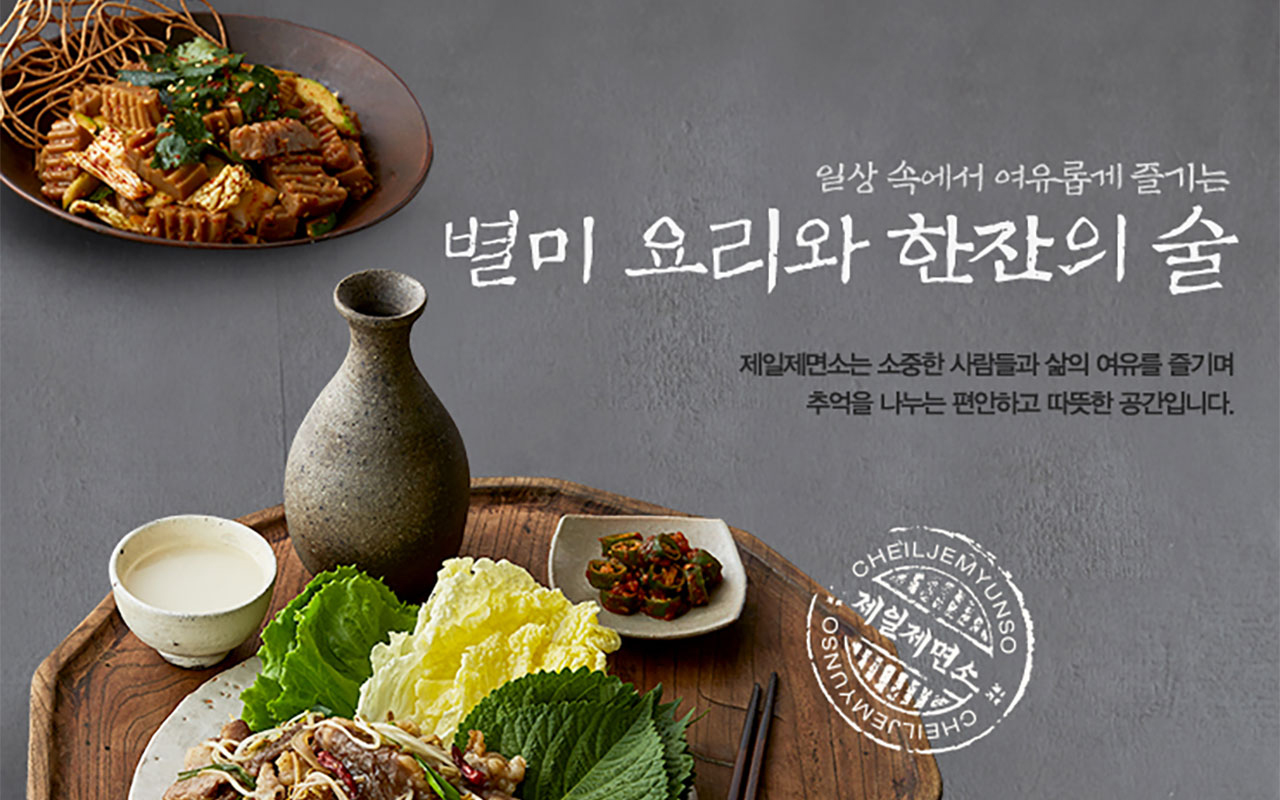 일상 속에서 여유롭게 즐기는
별미 요리와 한잔의 술
제일제면소는 소중한 사람들과 삶의 여유를 즐기며
추억을 나누는 편안하고 따뜻한 공간입니다.
CHEILJEMYUNSO
제일제면소
CHEILJEMYUNSO